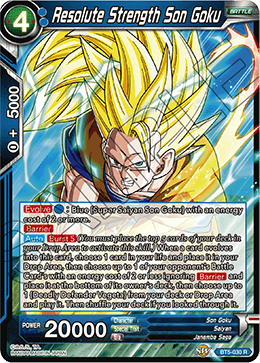 4
Resolute Strength Son Goku
BATTLE
+ 5000
Evolve : Blue {Super Saiyan Son Goku} with an energy
cost of 2 or more.
Barrier
Auto Burst 5 (You must place the top 5 cards of your deck in
your Drop Area to activate this skill.) When a card evolves
into this card, choose 1 card in your life and place it in your
Drop Area, then choose up to 1 of your opponent's Battle
Cards with an energy cost of 2 or less ignoring Barrier and
place it at the bottom of its owner's deck, then choose up to
1 {Deadly Defender Vegeta} from your deck or Drop Area
and play it. Then shuffle your deck if you looked through it.
POWER
20000
Character
Son Goku
Special Trait
Saiyan
Era
Janemba Saga
BT5-030 R